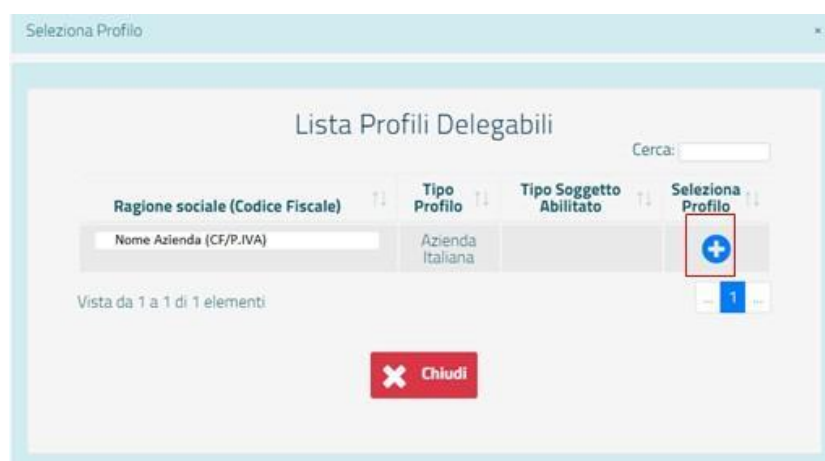 Seleziona Profilo
×
Lista Profili Delegabili
Cerca:
Ragione sociale (Codice Fiscale) Tipo Profilo Tipo Soggetto Abilitato Seleziona Profilo
Nome Azienda (CF/P.IVA) Azienda Italiana
Vista da 1 a 1 di 1 elementi
... 1 ...
Chiudi